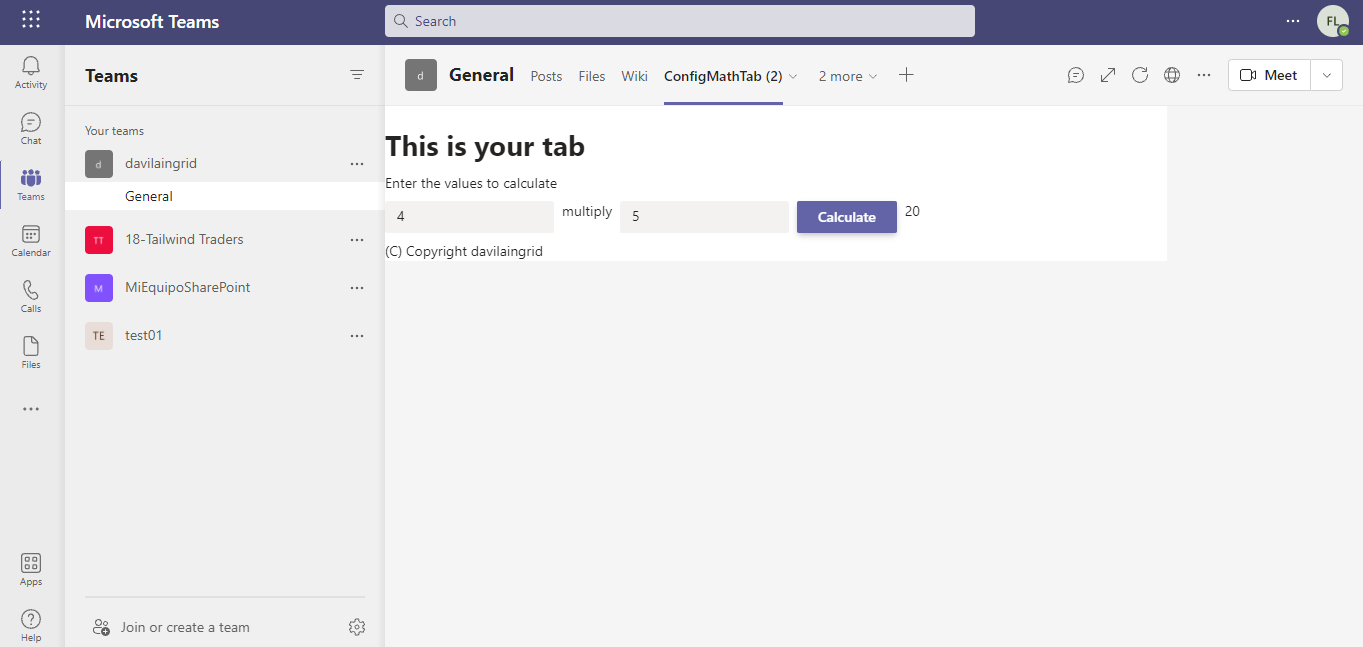 Microsoft Teams
Search
FL
Activity
Chat
Teams
Calendar
Calls
Files
Apps
Help
Teams
Your teams
d davilaingrid
General
TT 18-Tailwind Traders
M MiEquipoSharePoint
TE test01
Join or create a team
d General Posts Files Wiki ConfigMathTab (2) 2 more Meet
This is your tab
Enter the values to calculate
4 multiply 5 Calculate 20
(C) Copyright davilaingrid